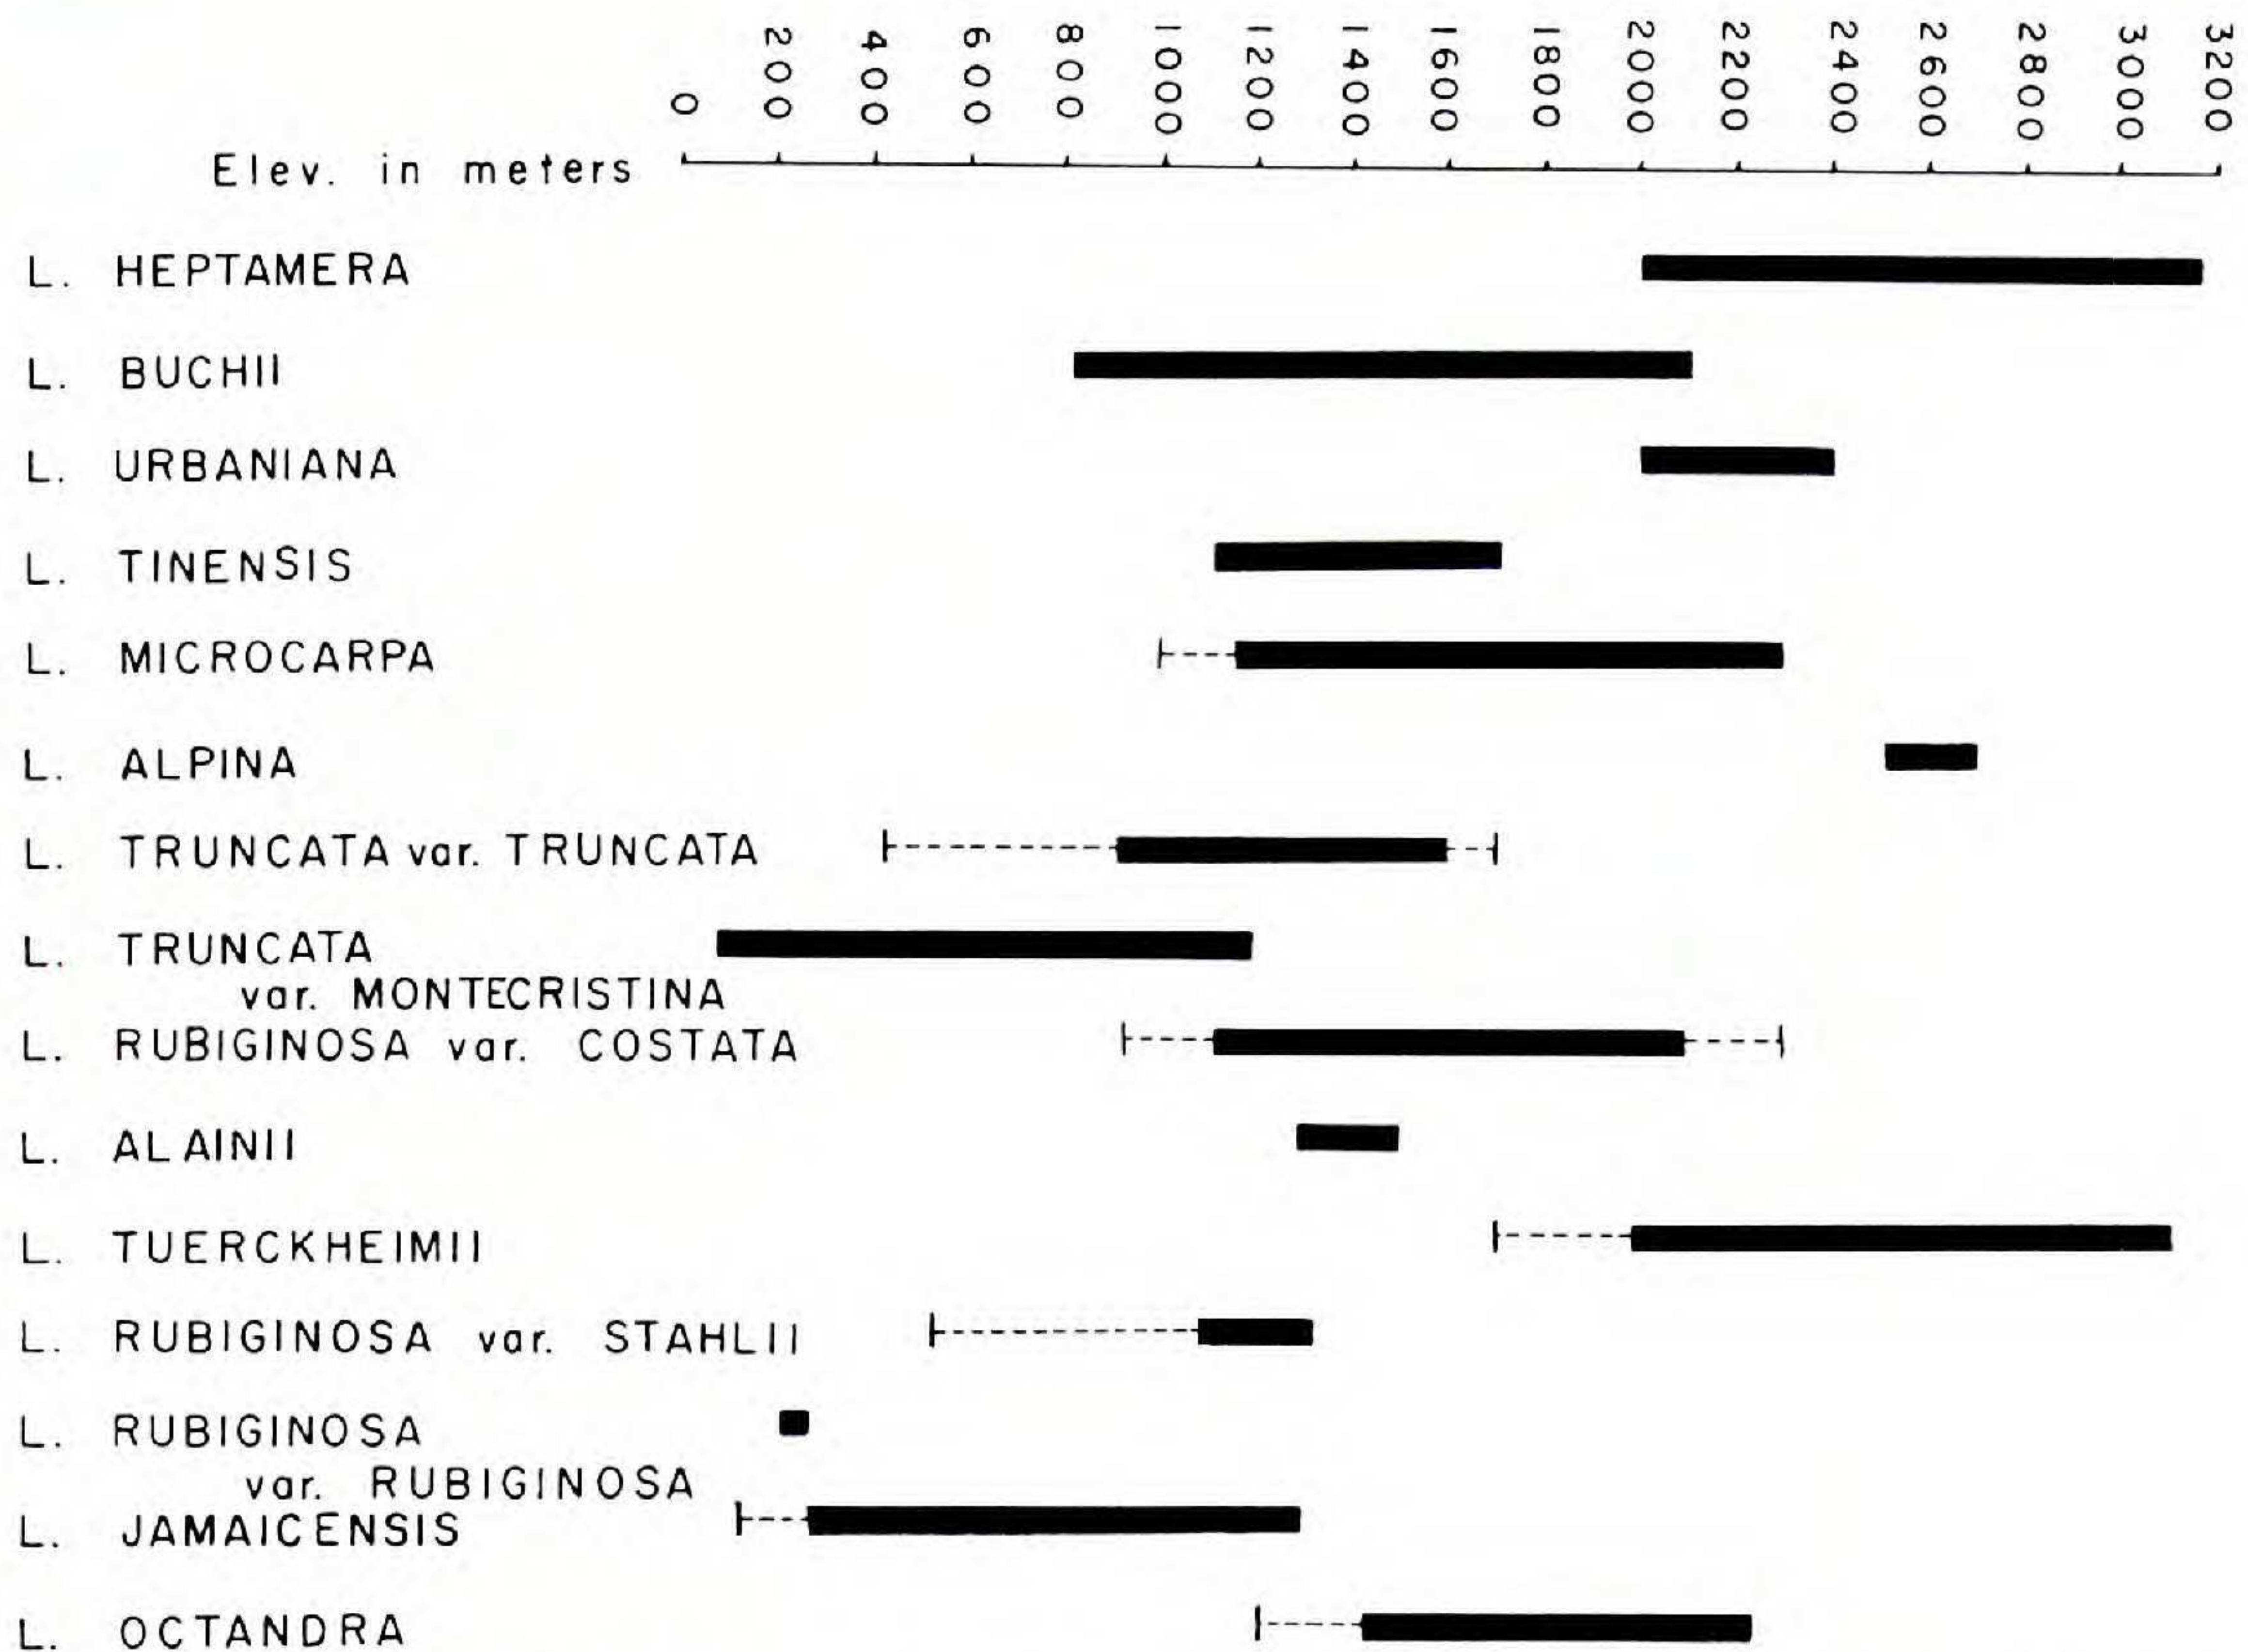 0 200 400 600 800 1000 1200 1400 1600 1800 2000 2200 2400 2600 2800 3000 3200
Elev. in meters
L. HEPTAMERA
L. BUCHII
L. URBANIANA
L. TINENSIS
L. MICROCARPA
L. ALPINA
L. TRUNCATA var. TRUNCATA
L. TRUNCATA
var. MONTECRISTINA
L. RUBIGINOSA var. COSTATA
L. ALAINII
L. TUERCKHEIMII
L. RUBIGINOSA var. STAHLII
L. RUBIGINOSA
var. RUBIGINOSA
L. JAMAICENSIS
L. OCTANDRA